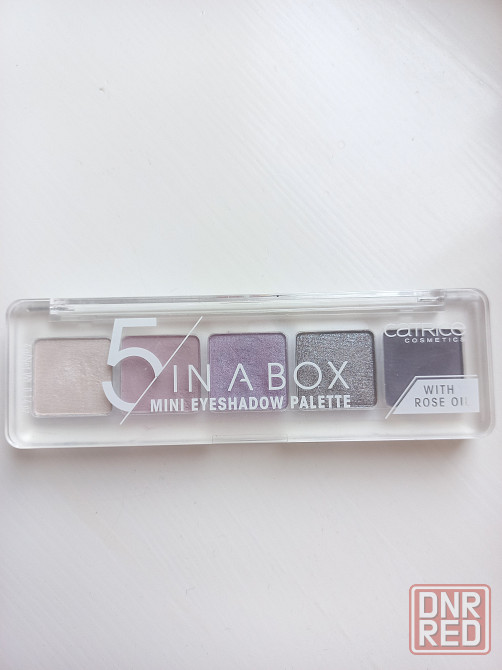 5 IN A BOX
MINI EYESHADOW PALETTE
CATRICE
COSMETICS
WITH
ROSE OIL
DNR
RED